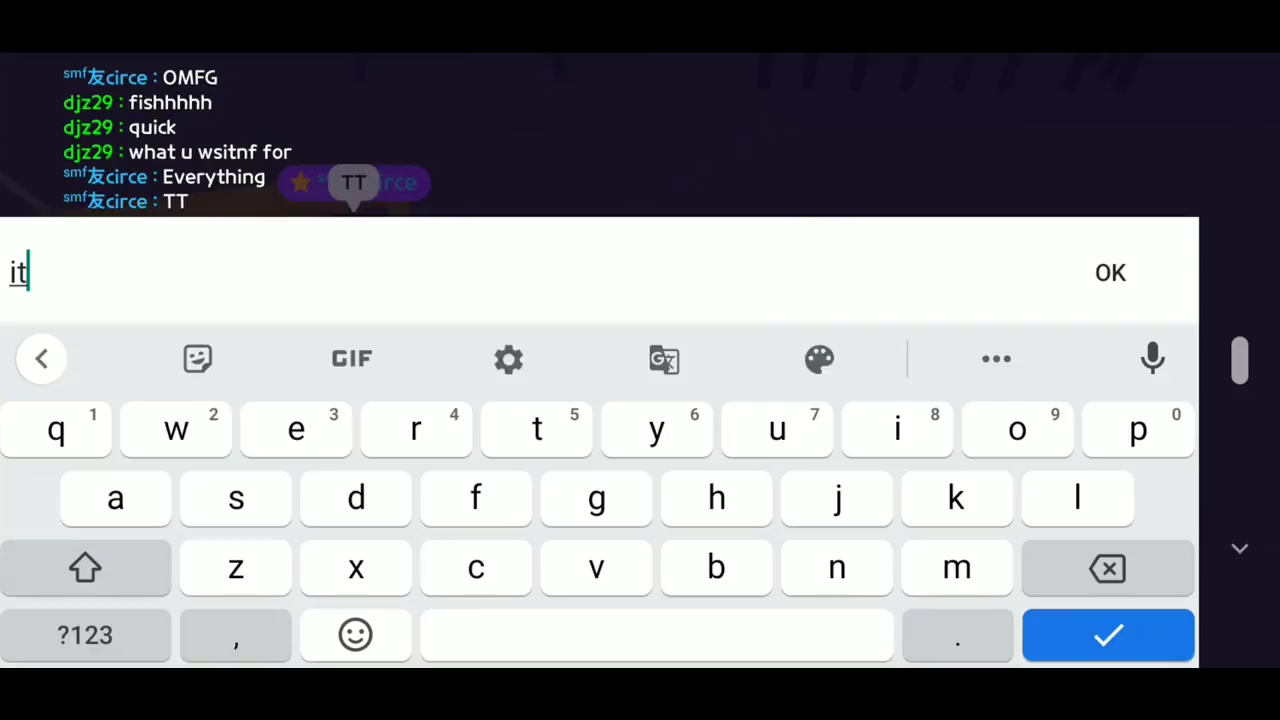 smf友circe : OMFG
djz29 : fishhhhh
djz29 : quick
djz29 : what u wsitnf for
smf友circe : Everything
smf友circe : TT
TT
it
OK
GIF
q 1 w 2 e 3 r 4 t 5 y 6 u 7 i 8 o 9 p 0
a s d f g h j k l
z x c v b n m
?123 , .